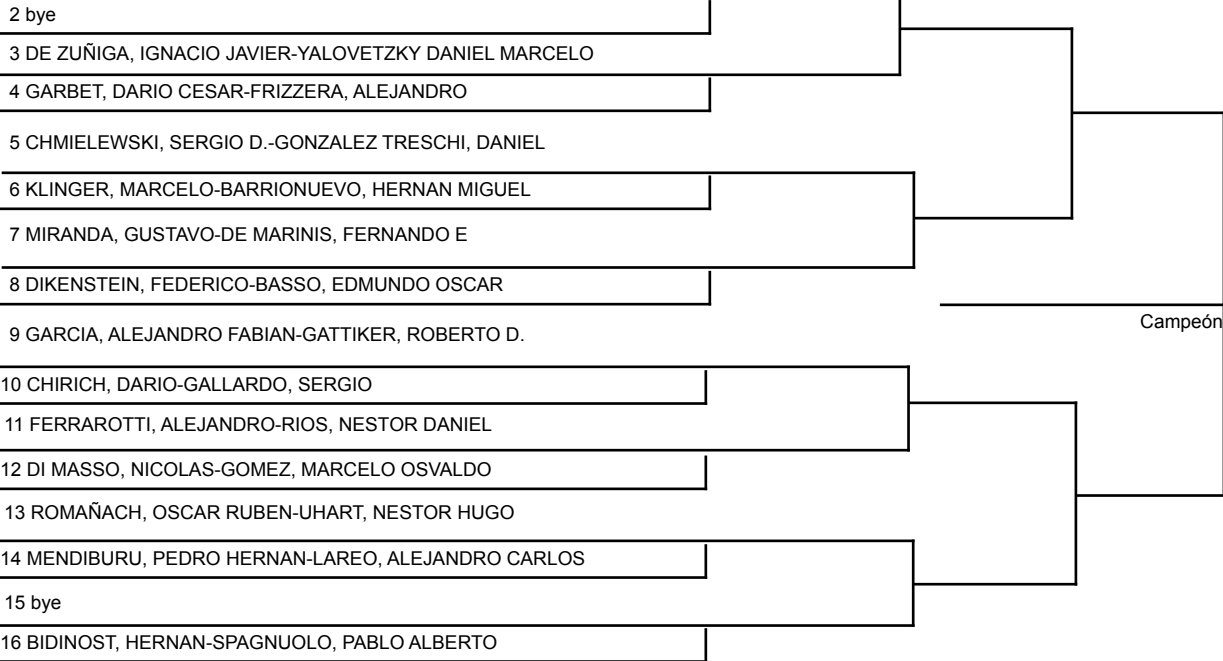 2 bye
3 DE ZUÑIGA, IGNACIO JAVIER-YALOVETZKY DANIEL MARCELO
4 GARBET, DARIO CESAR-FRIZZERA, ALEJANDRO
5 CHMIELEWSKI, SERGIO D.-GONZALEZ TRESCHI, DANIEL
6 KLINGER, MARCELO-BARRIONUEVO, HERNAN MIGUEL
7 MIRANDA, GUSTAVO-DE MARINIS, FERNANDO E
8 DIKENSTEIN, FEDERICO-BASSO, EDMUNDO OSCAR
Campeón
9 GARCIA, ALEJANDRO FABIAN-GATTIKER, ROBERTO D.
10 CHIRICH, DARIO-GALLARDO, SERGIO
11 FERRAROTTI, ALEJANDRO-RIOS, NESTOR DANIEL
12 DI MASSO, NICOLAS-GOMEZ, MARCELO OSVALDO
13 ROMAÑACH, OSCAR RUBEN-UHART, NESTOR HUGO
14 MENDIBURU, PEDRO HERNAN-LAREO, ALEJANDRO CARLOS
15 bye
16 BIDINOST, HERNAN-SPAGNUOLO, PABLO ALBERTO